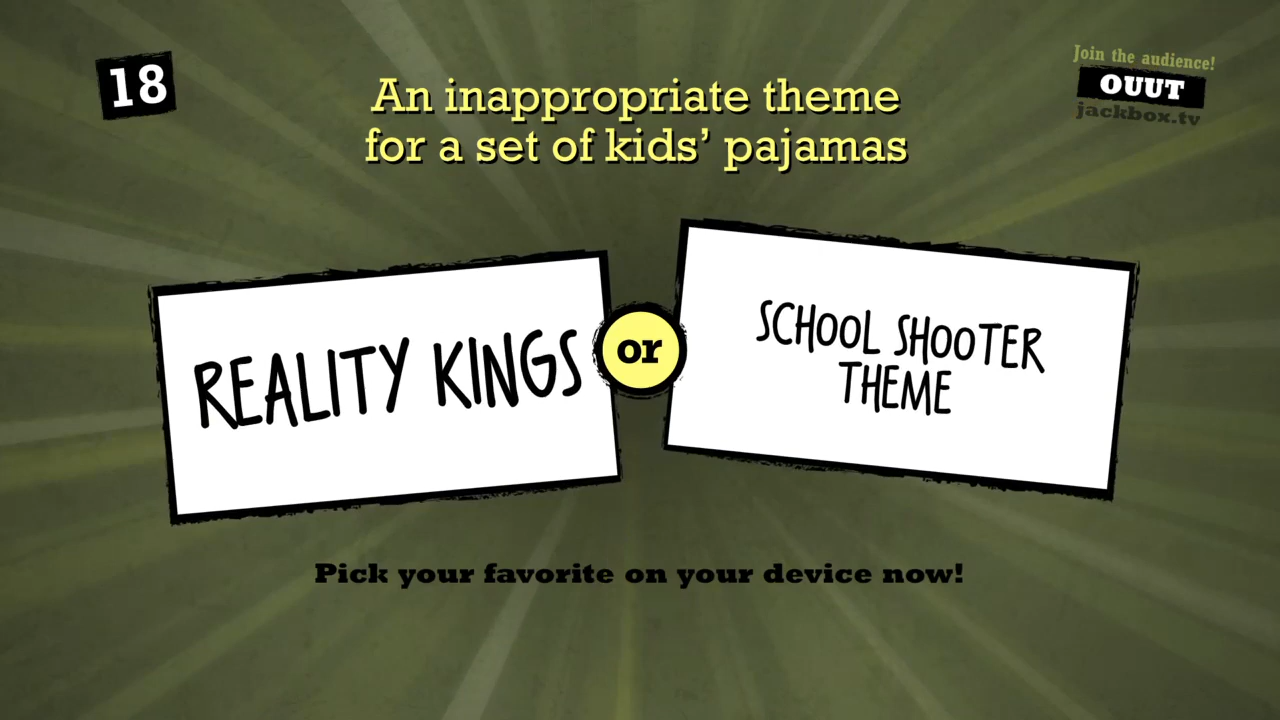 18
An inappropriate theme
for a set of kids’ pajamas
Join the audience!
OUUT
jackbox.tv
REALITY KINGS
or
SCHOOL SHOOTER
THEME
Pick your favorite on your device now!